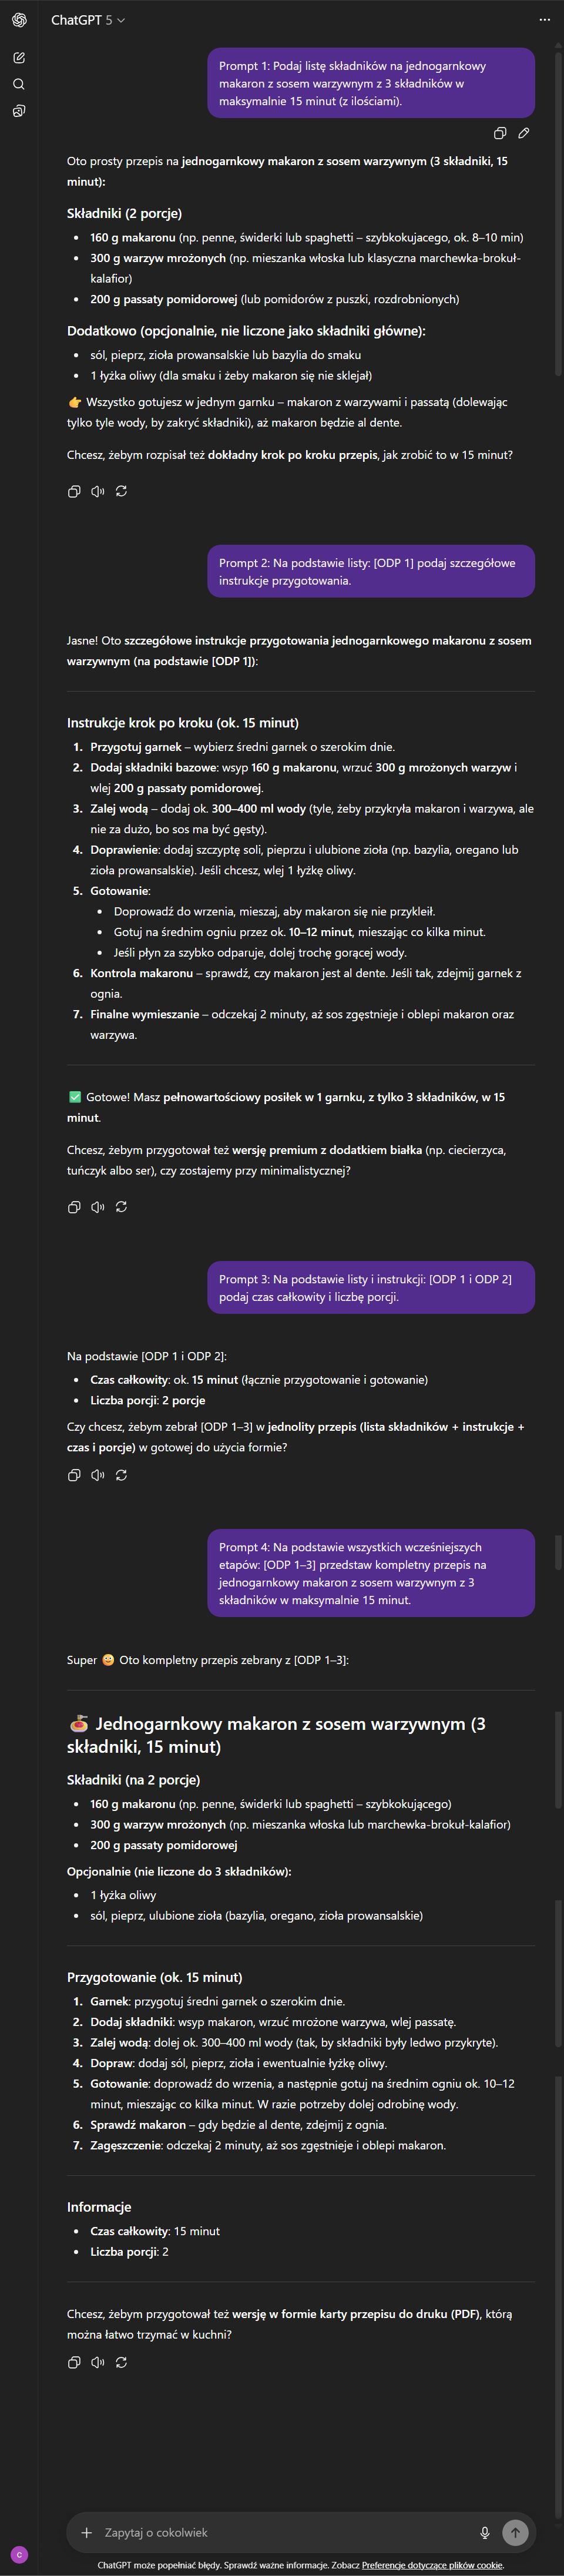 ChatGPT 5
Prompt 1: Podaj listę składników na jednogarnkowy
makaron z sosem warzywnym z 3 składników w
maksymalnie 15 minut (z ilościami).
Oto prosty przepis na jednogarnkowy makaron z sosem warzywnym (3 składniki, 15
minut):
Składniki (2 porcje)
• 160 g makaronu (np. penne, świderki lub spaghetti – szybkokujacego, ok. 8–10 min)
• 300 g warzyw mrożonych (np. mieszanka włoska lub klasyczna marchewka-brokuł-
kalafior)
• 200 g passaty pomidorowej (lub pomidorów z puszki, rozdrobnionych)
Dodatkowo (opcjonalnie, nie liczone jako składniki główne):
• sól, pieprz, zioła prowansalskie lub bazylia do smaku
• 1 łyżka oliwy (dla smaku i żeby makaron się nie sklejał)
👉 Wszystko gotujesz w jednym garnku – makaron z warzywami i passatą (dolewając
tylko tyle wody, by zakryć składniki), aż makaron będzie al dente.
Chcesz, żebym rozpisał też dokładny krok po kroku przepis, jak zrobić to w 15 minut?
Prompt 2: Na podstawie listy: [ODP 1] podaj szczegółowe
instrukcje przygotowania.
Jasne! Oto szczegółowe instrukcje przygotowania jednogarnkowego makaronu z sosem
warzywnym (na podstawie [ODP 1]):
Instrukcje krok po kroku (ok. 15 minut)
1. Przygotuj garnek – wybierz średni garnek o szerokim dnie.
2. Dodaj składniki bazowe: wsyp 160 g makaronu, wrzuć 300 g mrożonych warzyw i
wlej 200 g passaty pomidorowej.
3. Zalej wodą – dodaj ok. 300–400 ml wody (tyle, żeby przykryła makaron i warzywa, ale
nie za dużo, bo sos ma być gęsty).
4. Doprawienie: dodaj szczyptę soli, pieprzu i ulubione zioła (np. bazylia, oregano lub
zioła prowansalskie). Jeśli chcesz, wlej 1 łyżkę oliwy.
5. Gotowanie:
• Doprowadź do wrzenia, mieszaj, aby makaron się nie przykleił.
• Gotuj na średnim ogniu przez ok. 10–12 minut, mieszając co kilka minut.
• Jeśli płyn za szybko odparuje, dolej trochę gorącej wody.
6. Kontrola makaronu – sprawdź, czy makaron jest al dente. Jeśli tak, zdejmij garnek z
ognia.
7. Finalne wymieszanie – odczekaj 2 minuty, aż sos zgęstnieje i oblepi makaron oraz
warzywa.
✅ Gotowe! Masz pełnowartościowy posiłek w 1 garnku, z tylko 3 składników, w 15
minut.
Chcesz, żebym przygotował też wersję premium z dodatkiem białka (np. ciecierzyca,
tuńczyk albo ser), czy zostajemy przy minimalistycznej?
Prompt 3: Na podstawie listy i instrukcji: [ODP 1 i ODP 2]
podaj czas całkowity i liczbę porcji.
Na podstawie [ODP 1 i ODP 2]:
• Czas całkowity: ok. 15 minut (łącznie przygotowanie i gotowanie)
• Liczba porcji: 2 porcje
Czy chcesz, żebym zebrał [ODP 1–3] w jednolity przepis (lista składników + instrukcje +
czas i porcje) w gotowej do użycia formie?
Prompt 4: Na podstawie wszystkich wcześniejszych
etapów: [ODP 1–3] przedstaw kompletny przepis na
jednogarnkowy makaron z sosem warzywnym z 3
składników w maksymalnie 15 minut.
Super 😋 Oto kompletny przepis zebrany z [ODP 1–3]:
🍝 Jednogarnkowy makaron z sosem warzywnym (3
składniki, 15 minut)
Składniki (na 2 porcje)
• 160 g makaronu (np. penne, świderki lub spaghetti – szybkokującego)
• 300 g warzyw mrożonych (np. mieszanka włoska lub marchewka-brokuł-kalafior)
• 200 g passaty pomidorowej
Opcjonalnie (nie liczone do 3 składników):
• 1 łyżka oliwy
• sól, pieprz, ulubione zioła (bazylia, oregano, zioła prowansalskie)
Przygotowanie (ok. 15 minut)
1. Garnek: przygotuj średni garnek o szerokim dnie.
2. Dodaj składniki: wsyp makaron, wrzuć mrożone warzywa, wlej passatę.
3. Zalej wodą: dolej ok. 300–400 ml wody (tak, by składniki były ledwo przykryte).
4. Dopraw: dodaj sól, pieprz, zioła i ewentualnie łyżkę oliwy.
5. Gotowanie: doprowadź do wrzenia, a następnie gotuj na średnim ogniu ok. 10–12
minut, mieszając co kilka minut. W razie potrzeby dolej odrobinę wody.
6. Sprawdź makaron – gdy będzie al dente, zdejmij z ognia.
7. Zagęszczenie: odczekaj 2 minuty, aż sos zgęstnieje i oblepi makaron.
Informacje
• Czas całkowity: 15 minut
• Liczba porcji: 2
Chcesz, żebym przygotował też wersję w formie karty przepisu do druku (PDF), którą
można łatwo trzymać w kuchni?
Zapytaj o cokolwiek
C
ChatGPT może popełniać błędy. Sprawdź ważne informacje. Zobacz Preferencje dotyczące plików cookie.